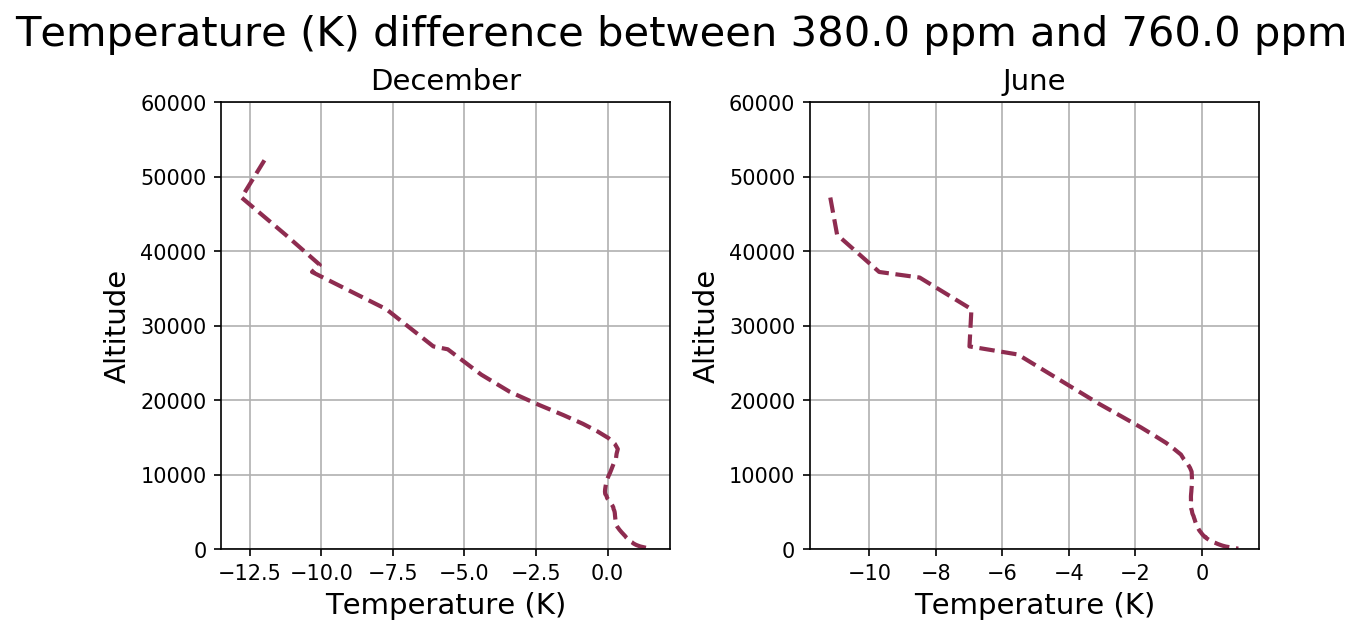 Temperature (K) difference between 380.0 ppm and 760.0 ppm
December
60000
50000
40000
30000
20000
10000
0
Altitude
−12.5 −10.0 −7.5 −5.0 −2.5 0.0
Temperature (K)
June
60000
50000
40000
30000
20000
10000
0
Altitude
−10 −8 −6 −4 −2 0
Temperature (K)